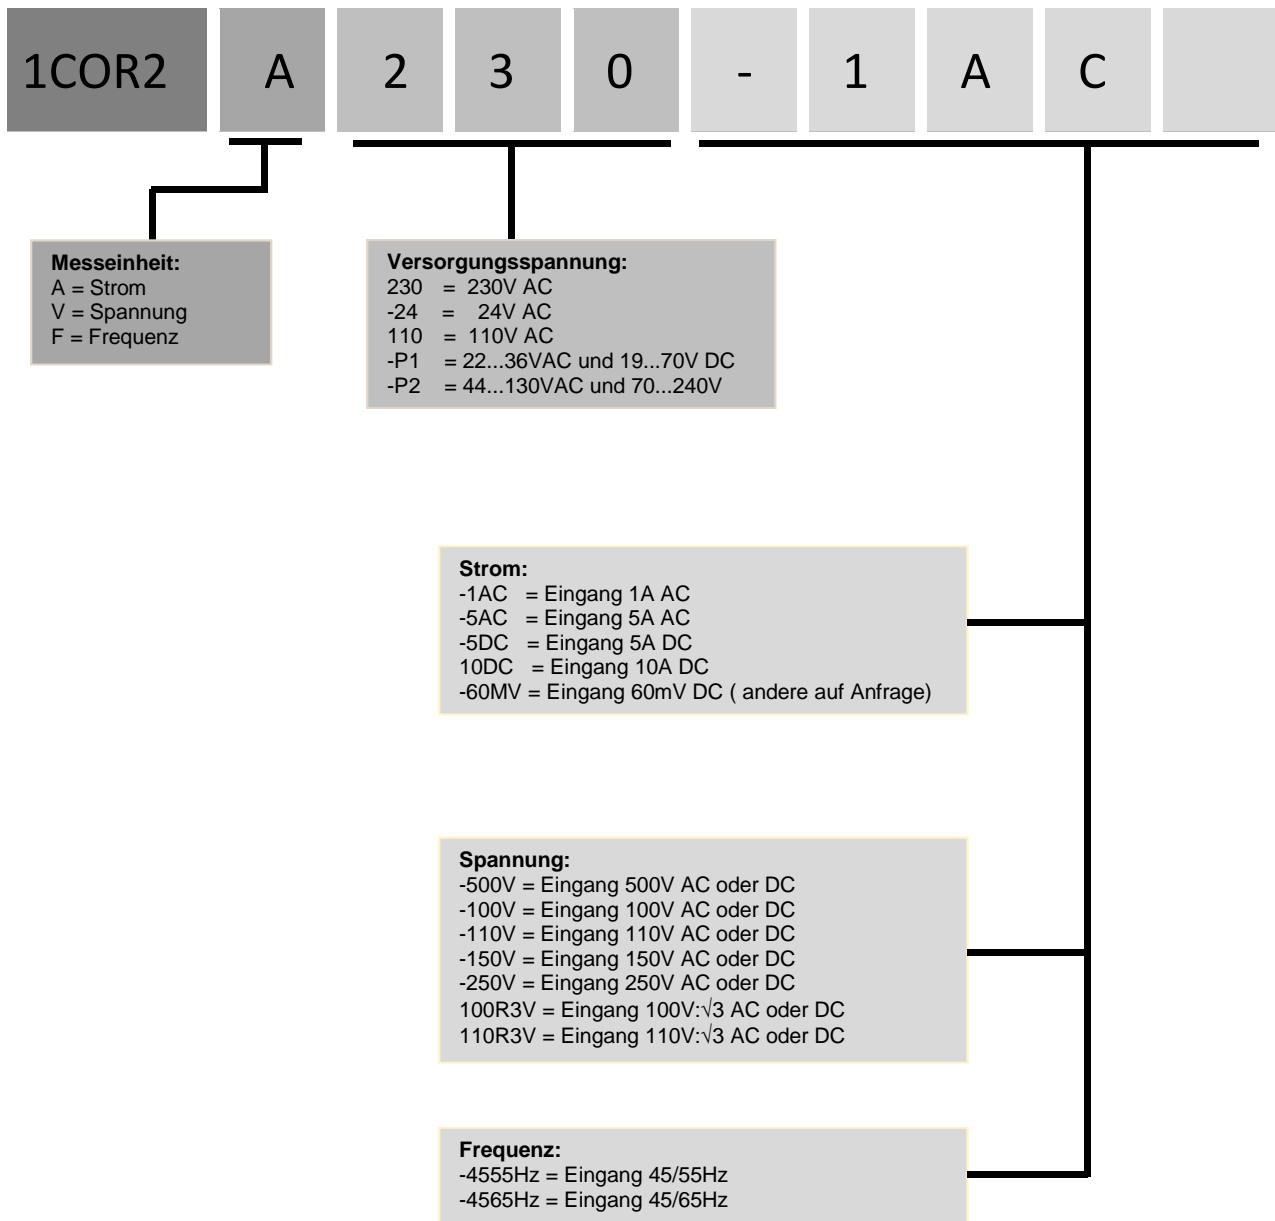 1COR2 A 2 3 0 - 1 A C
Messeinheit:
A = Strom
V = Spannung
F = Frequenz
Versorgungsspannung:
230 = 230V AC
-24 = 24V AC
110 = 110V AC
-P1 = 22...36VAC und 19...70V DC
-P2 = 44...130VAC und 70...240V
Strom:
-1AC = Eingang 1A AC
-5AC = Eingang 5A AC
-5DC = Eingang 5A DC
10DC = Eingang 10A DC
-60MV = Eingang 60mV DC ( andere auf Anfrage)
Spannung:
-500V = Eingang 500V AC oder DC
-100V = Eingang 100V AC oder DC
-110V = Eingang 110V AC oder DC
-150V = Eingang 150V AC oder DC
-250V = Eingang 250V AC oder DC
100R3V = Eingang 100V:√3 AC oder DC
110R3V = Eingang 110V:√3 AC oder DC
Frequenz:
-4555Hz = Eingang 45/55Hz
-4565Hz = Eingang 45/65Hz